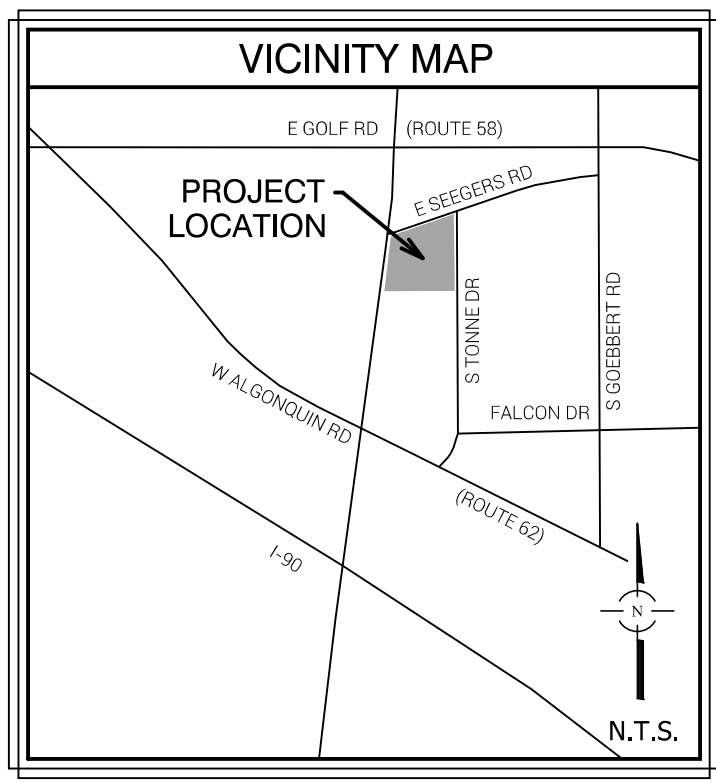 VICINITY MAP
E GOLF RD (ROUTE 58)
PROJECT
LOCATION
E SEEGERS RD
S TONNE DR
S GOEBBERT RD
W ALGONQUIN RD
FALCON DR
(ROUTE 62)
I-90
N
N.T.S.